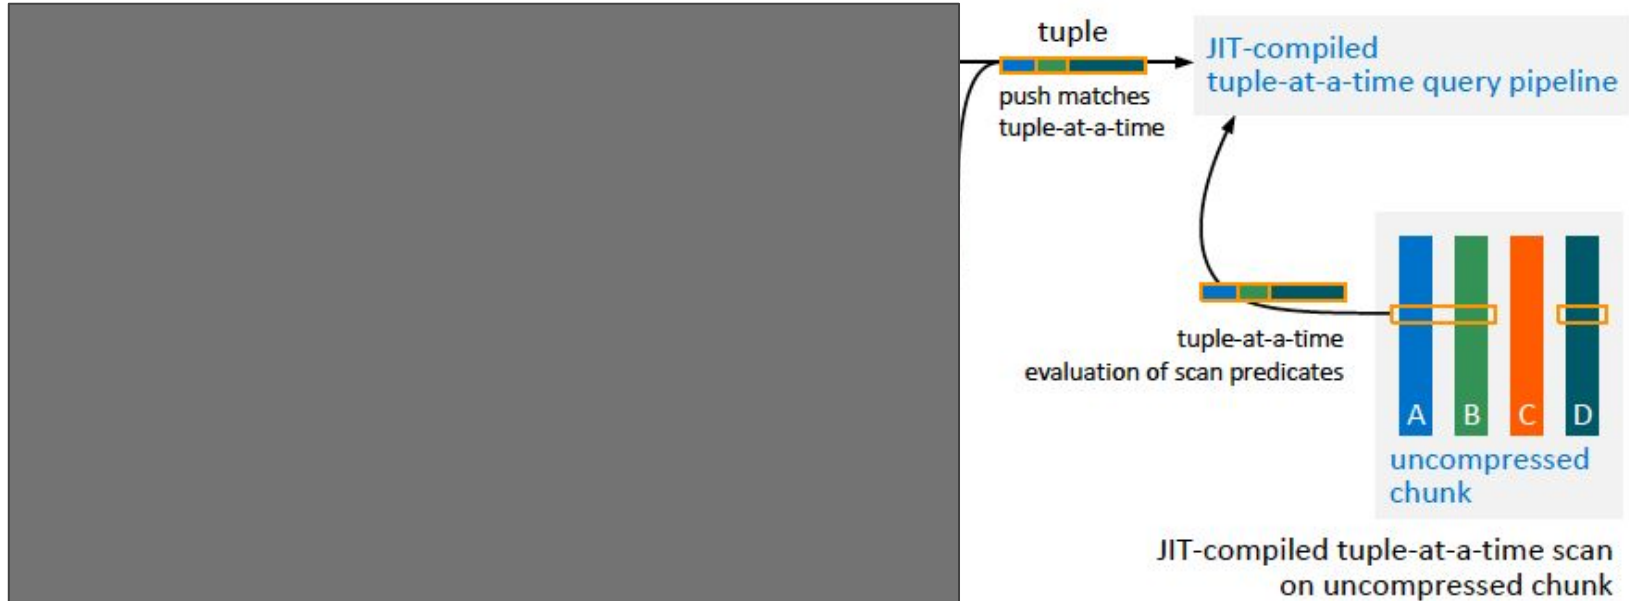 tuple
push matches
tuple-at-a-time
JIT-compiled
tuple-at-a-time query pipeline
tuple-at-a-time
evaluation of scan predicates
A B C D
uncompressed
chunk
JIT-compiled tuple-at-a-time scan
on uncompressed chunk